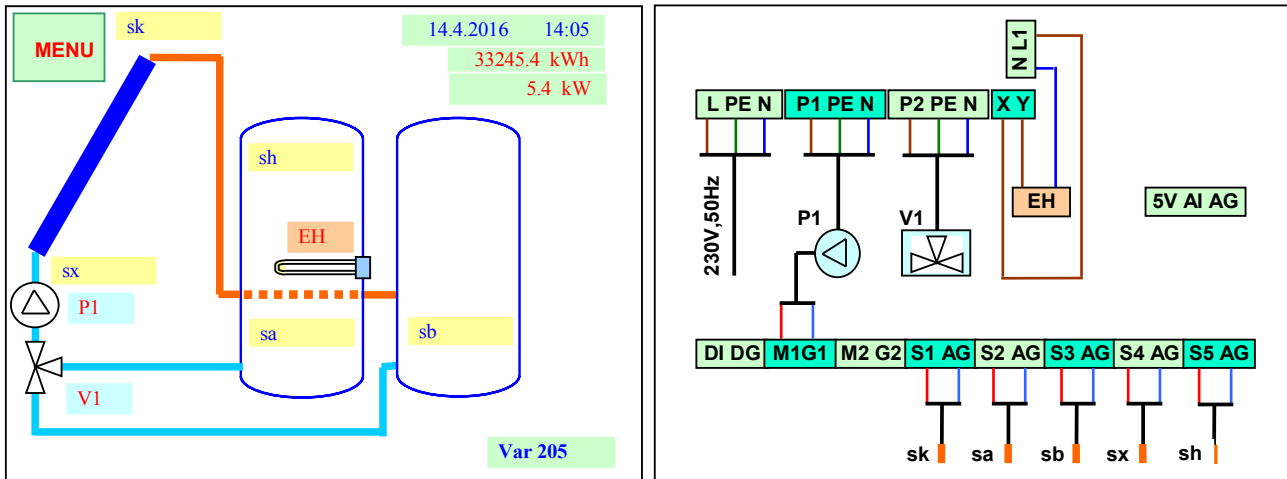 MENU
sk
14.4.2016 14:05
33245.4 kWh
5.4 kW
sh
EH
sx
P1
sa
sb
V1
Var 205
N L1
L PE N
P1 PE N
P2 PE N
X Y
230V,50Hz
P1
V1
EH
5V AI AG
DI DG
M1G1
M2 G2
S1 AG
S2 AG
S3 AG
S4 AG
S5 AG
sk
sa
sb
sx
sh